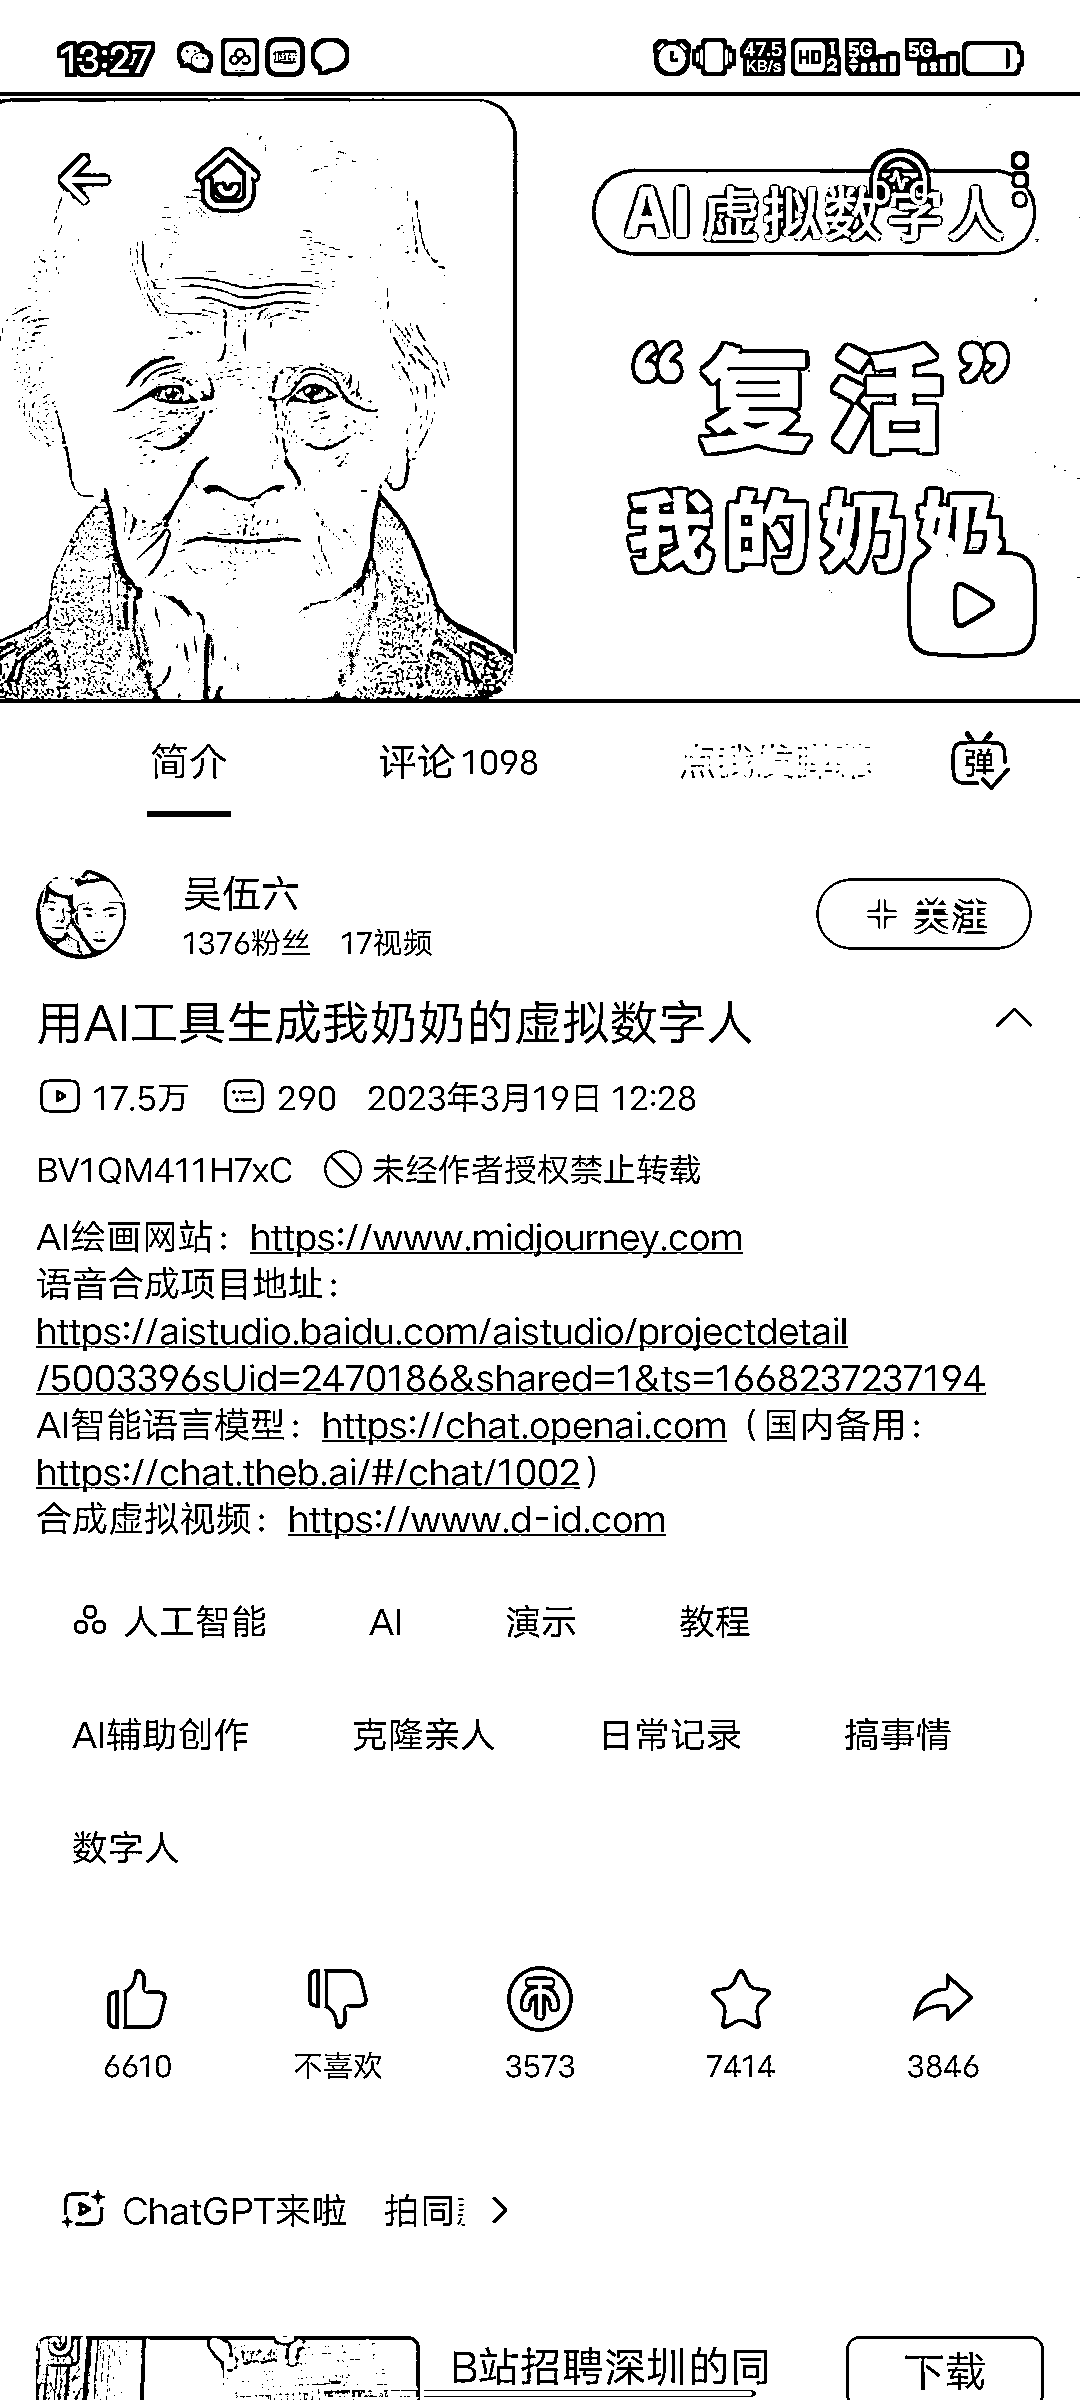 13:27 47.5 KB/s HD 1 2 5G 5G
AI虚拟数字人
“复活”
我的奶奶
简介 评论1098 点我发弹幕 弹
吴伍六
1376粉丝 17视频 + 关注
用AI工具生成我奶奶的虚拟数字人
17.5万 290 2023年3月19日 12:28
BV1QM411H7xC 未经作者授权禁止转载
AI绘画网站：https://www.midjourney.com
语音合成项目地址：
https://aistudio.baidu.com/aistudio/projectdetail
/5003396sUid=2470186&shared=1&ts=1668237237194
AI智能语言模型：https://chat.openai.com（国内备用：
https://chat.theb.ai/#/chat/1002）
合成虚拟视频：https://www.d-id.com
人工智能 AI 演示 教程
AI辅助创作 克隆亲人 日常记录 搞事情
数字人
6610 不喜欢 3573 7414 3846
ChatGPT来啦 拍同
B站招聘深圳的同 下载